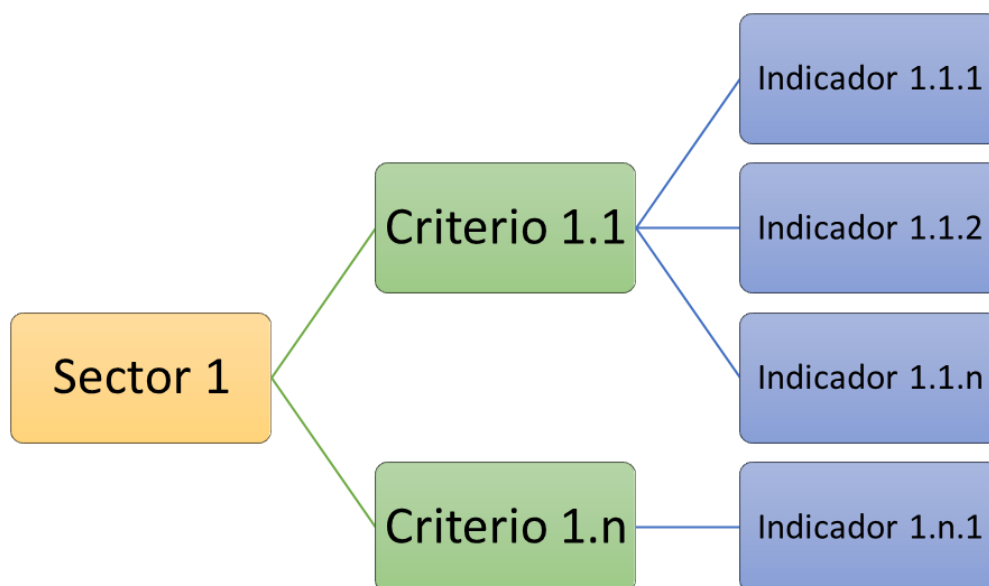 Sector 1
Criterio 1.1
Indicador 1.1.1
Indicador 1.1.2
Indicador 1.1.n
Criterio 1.n
Indicador 1.n.1